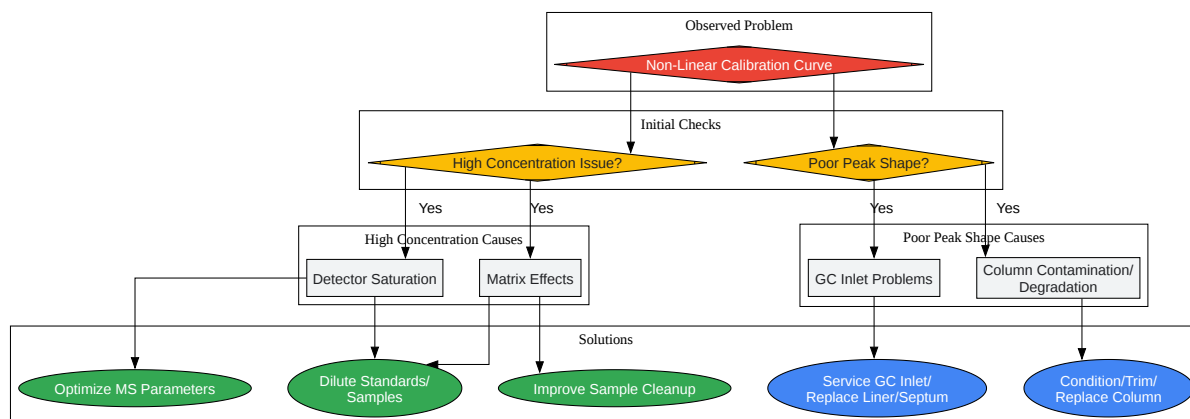 Observed Problem
Non-Linear Calibration Curve
Initial Checks
High Concentration Issue?
Poor Peak Shape?
Yes
Yes
Yes
Yes
High Concentration Causes
Poor Peak Shape Causes
Detector Saturation
Matrix Effects
GC Inlet Problems
Column Contamination/
Degradation
Solutions
Optimize MS Parameters
Dilute Standards/
Samples
Improve Sample Cleanup
Service GC Inlet/
Replace Liner/Septum
Condition/Trim/
Replace Column